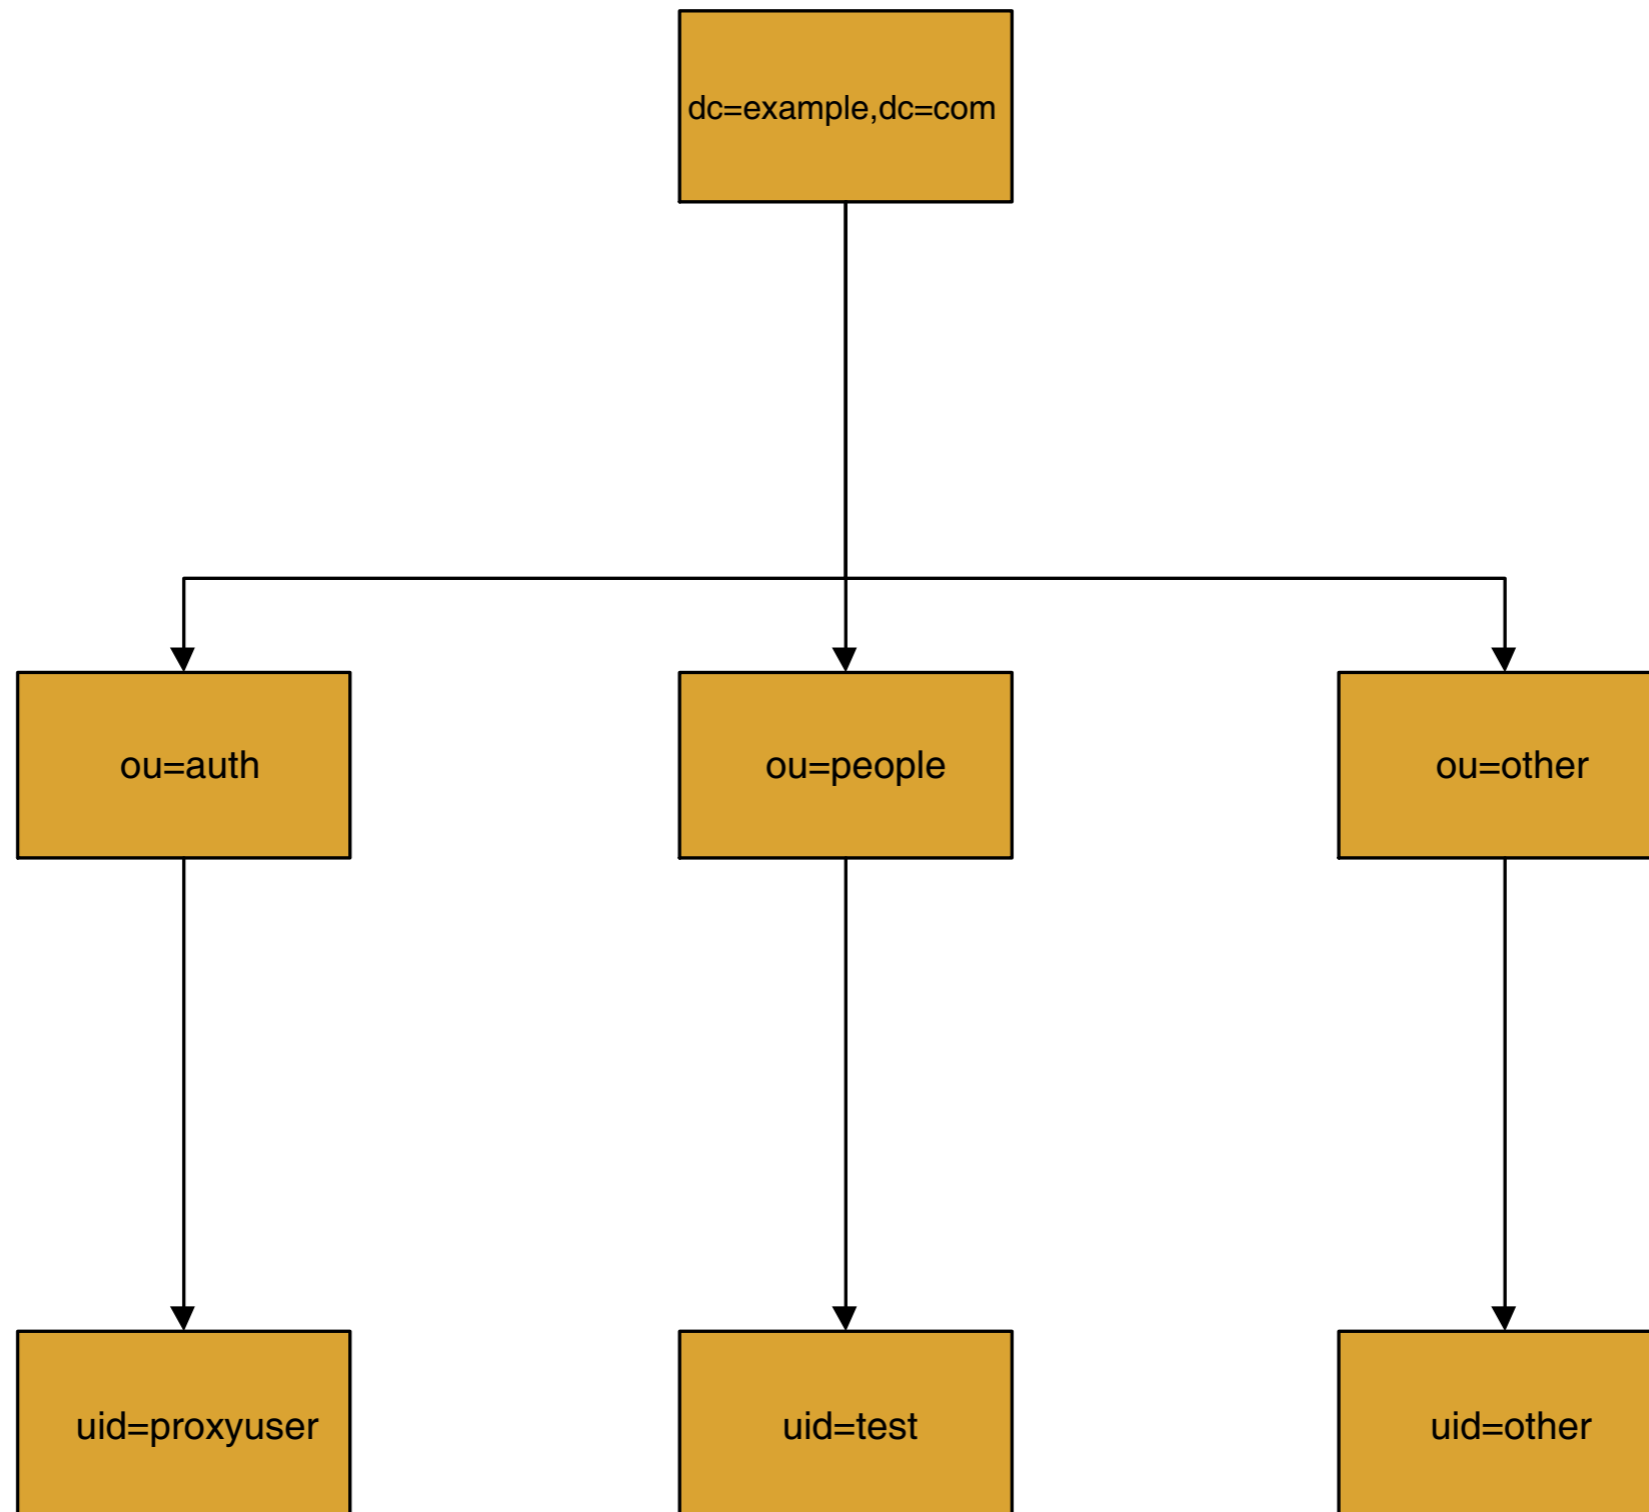 dc=example,dc=com
ou=auth
ou=people
ou=other
uid=proxyuser
uid=test
uid=other